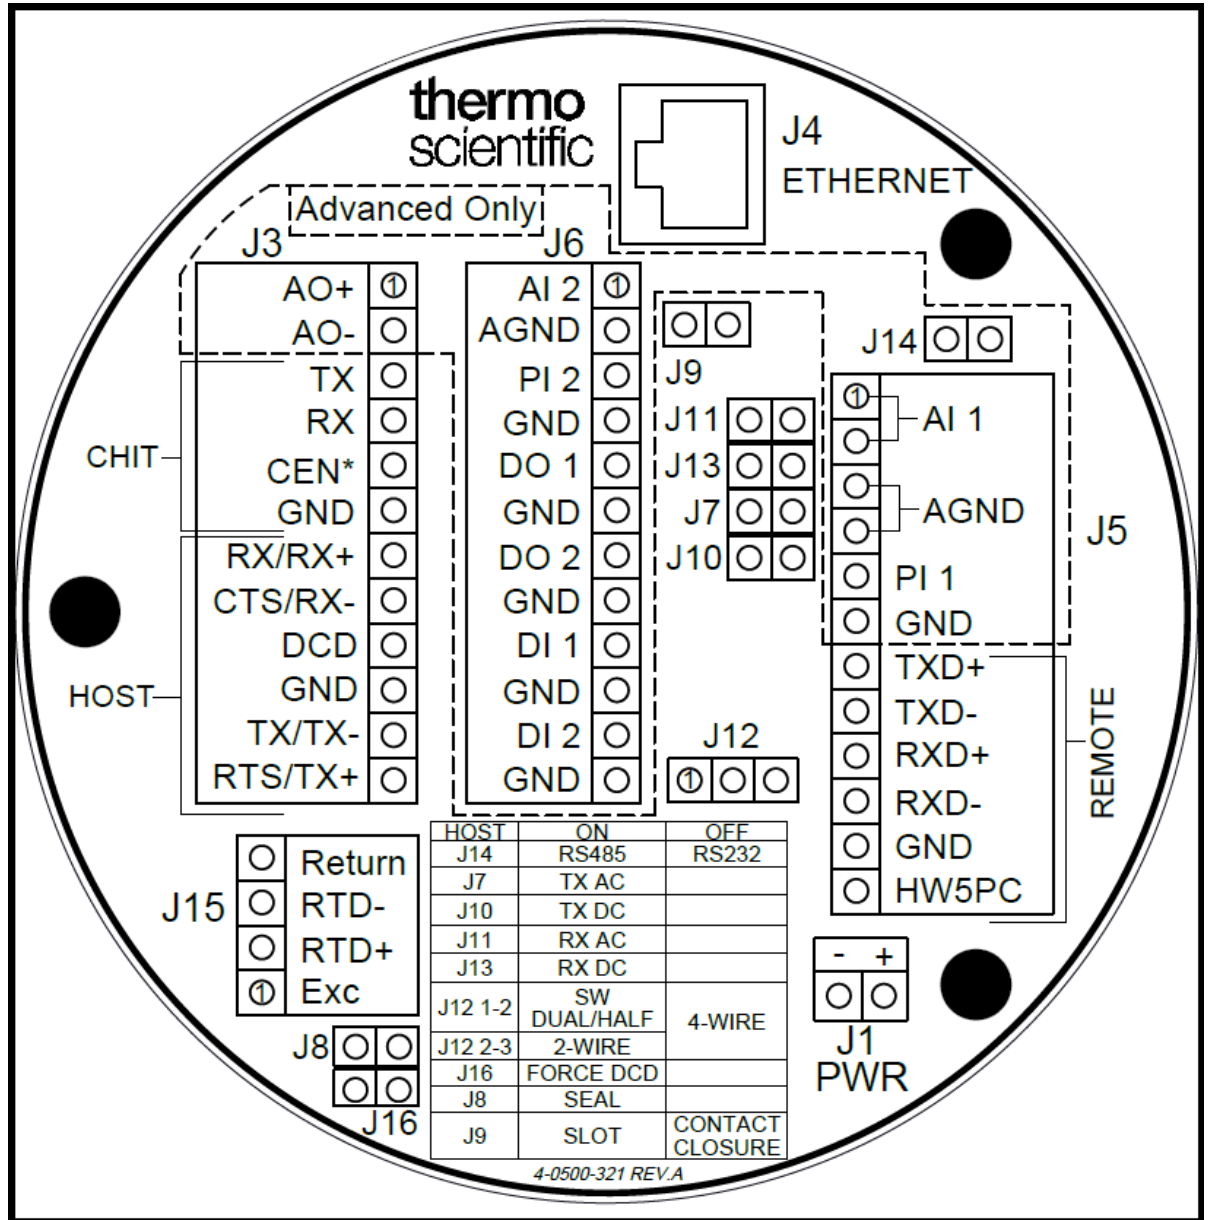 thermo
scientific
J4
ETHERNET
Advanced Only
J3
AO+ 1
AO-
TX
RX
CEN*
GND
CHIT
RX/RX+
CTS/RX-
DCD
GND
TX/TX-
RTS/TX+
HOST
J6
AI 2 1
AGND
PI 2
GND
DO 1
GND
DO 2
GND
DI 1
GND
DI 2
GND
J9
J11
J13
J7
J10
J12
1
J14
1
AI 1
AGND
PI 1
GND
TXD+
TXD-
RXD+
RXD-
GND
HW5PC
J5
REMOTE
J15
Return
RTD-
RTD+
1 Exc
J8
J16
HOST ON OFF
J14 RS485 RS232
J7 TX AC
J10 TX DC
J11 RX AC
J13 RX DC
J12 1-2 SW DUAL/HALF 4-WIRE
J12 2-3 2-WIRE
J16 FORCE DCD
J8 SEAL
J9 SLOT CONTACT CLOSURE
- +
J1
PWR
4-0500-321 REV.A